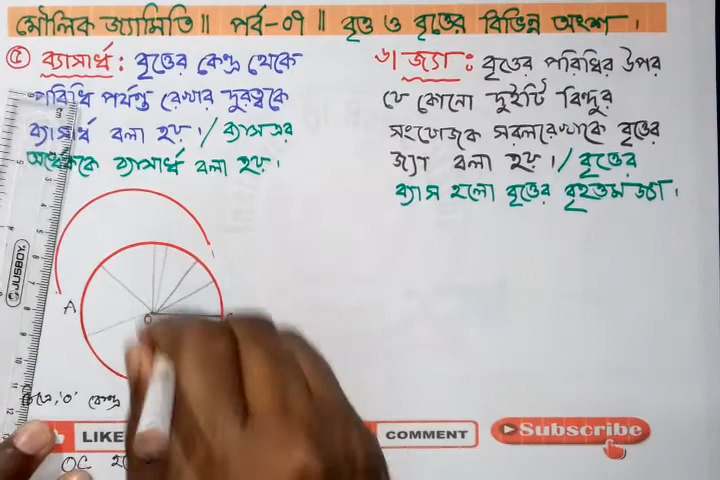 মৌলিক জ্যামিতি ॥ পর্ব-০৭ ॥ বৃত্ত ও বৃত্তের বিভিন্ন অংশ।
৫ ব্যাসার্ধ : বৃত্তের কেন্দ্র থেকে
পরিধি পর্যন্ত রেখার দুরত্বকে
ব্যাসার্ধ বলা হয়।/ ব্যাসের
অর্ধেককে ব্যাসার্ধ বলা হয়।
৬। জ্যা : বৃত্তের পরিধির উপর
যে কোনো দুইটি বিন্দুর
সংযোজক সরলরেখাকে বৃত্তের
জ্যা বলা হয়।/ বৃত্তের
ব্যাস হলো বৃত্তের বৃহত্তম জ্যা।
JUSBOY
A
'O' কেন্দ্র
OC
LIKE
COMMENT
Subscribe